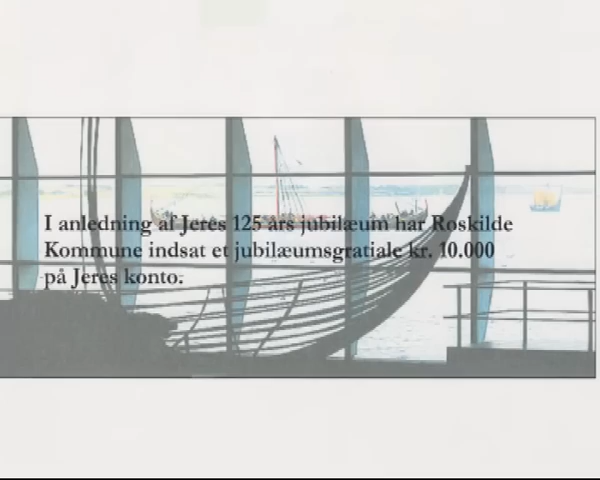 I anledning af Jeres 125 års jubilæum har Roskilde
Kommune indsat et jubilæumsgratiale kr. 10.000
på Jeres konto.